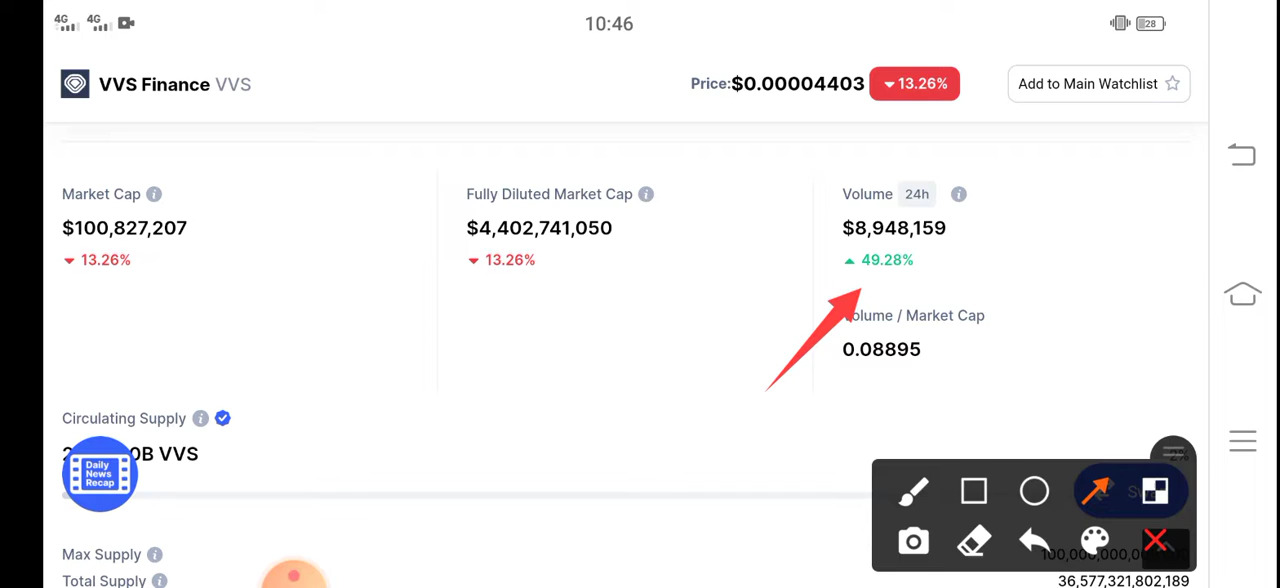 4G 4G 10:46 28
VVS Finance VVS Price:$0.00004403 13.26% Add to Main Watchlist
Market Cap Fully Diluted Market Cap Volume 24h
$100,827,207 $4,402,741,050 $8,948,159
13.26% 13.26% 49.28%
Volume / Market Cap
0.08895
Circulating Supply
VVS
Daily
News
Recap
Max Supply
Total Supply 36,577,321,802,189